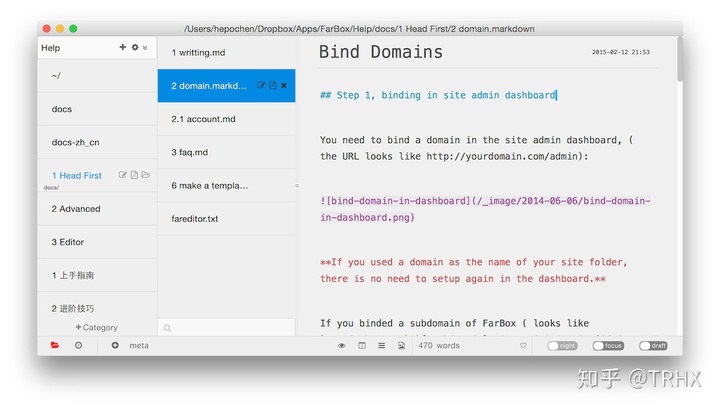 /Users/hepochen/Dropbox/Apps/FarBox/Help/docs/1 Head First/2 domain.markdown
Help
~/
docs
docs-zh_cn
1 Head First
docs/
2 Advanced
3 Editor
1 上手指南
2 进阶技巧
+Category
1 writting.md
2 domain.markd...
2.1 account.md
3 faq.md
6 make a templa...
fareditor.txt
Bind Domains
2015-02-12 21:53
## Step 1, binding in site admin dashboard
You need to bind a domain in the site admin dashboard, (
the URL looks like http://yourdomain.com/admin):
![bind-domain-in-dashboard](/_image/2014-06-06/bind-domain-
in-dashboard.png)
**If you used a domain as the name of your site folder,
there is no need to setup again in the dashboard.**
If you binded a subdomain of FarBox ( looks like
meta
470 words
night
focus
draft
知乎 @TRHX